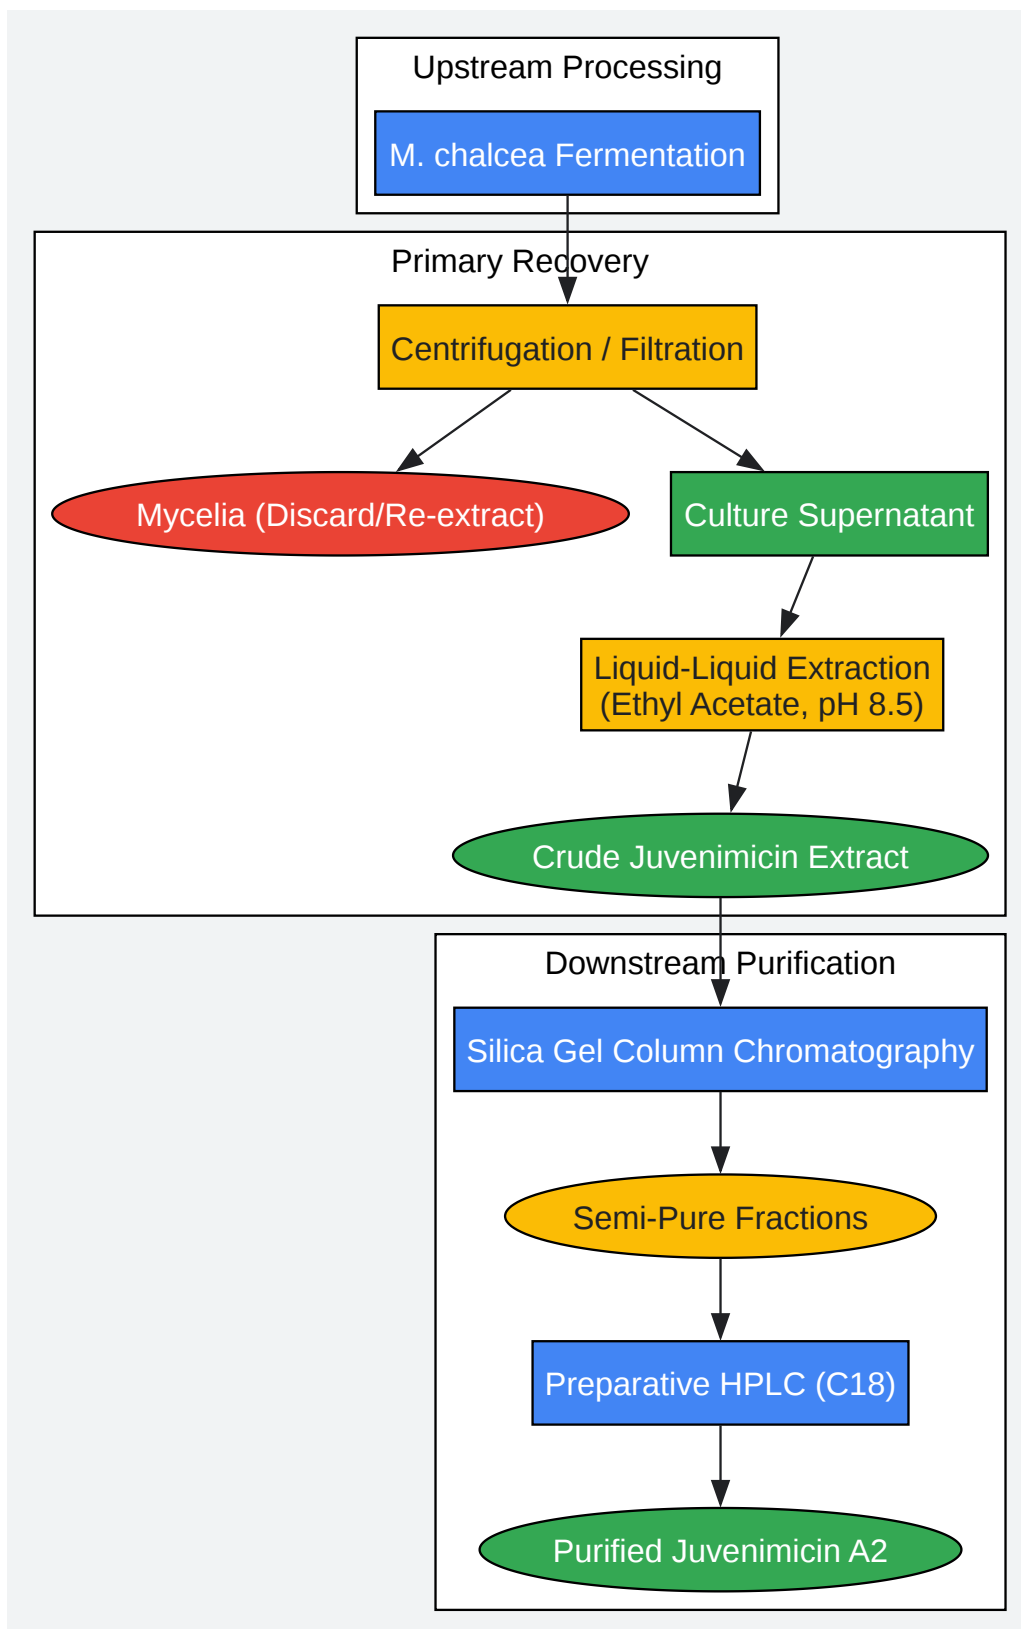 Upstream Processing
M. chalcea Fermentation
Primary Recovery
Centrifugation / Filtration
Mycelia (Discard/Re-extract)
Culture Supernatant
Liquid-Liquid Extraction
(Ethyl Acetate, pH 8.5)
Crude Juvenimicin Extract
Downstream Purification
Silica Gel Column Chromatography
Semi-Pure Fractions
Preparative HPLC (C18)
Purified Juvenimicin A2